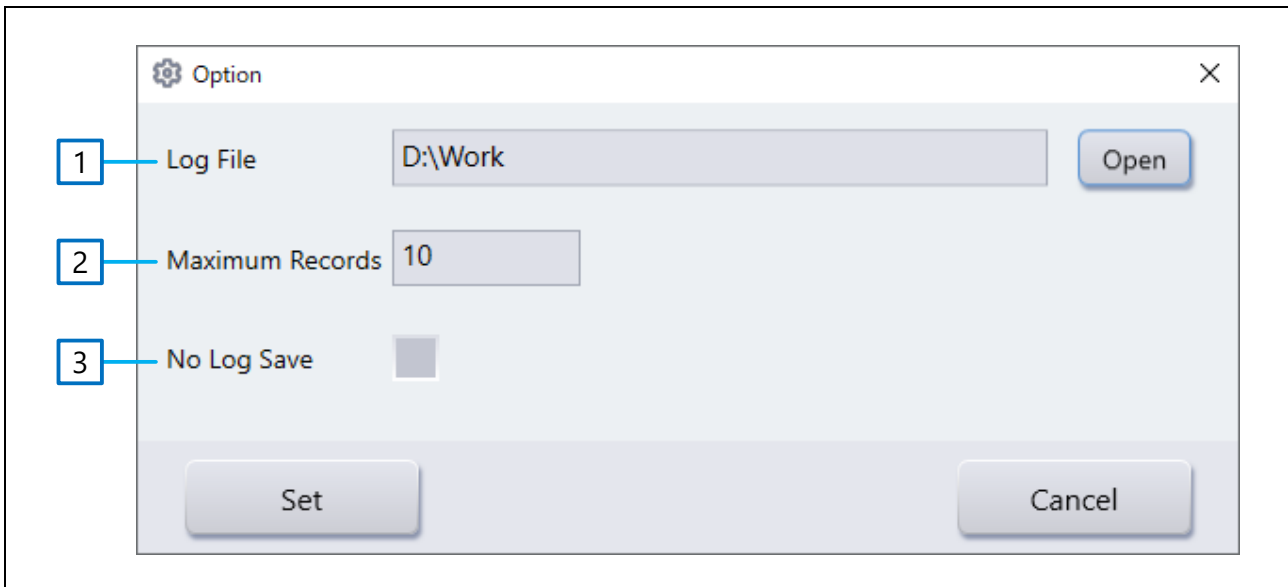 Option
1 Log File D:\Work Open
2 Maximum Records 10
3 No Log Save
Set Cancel